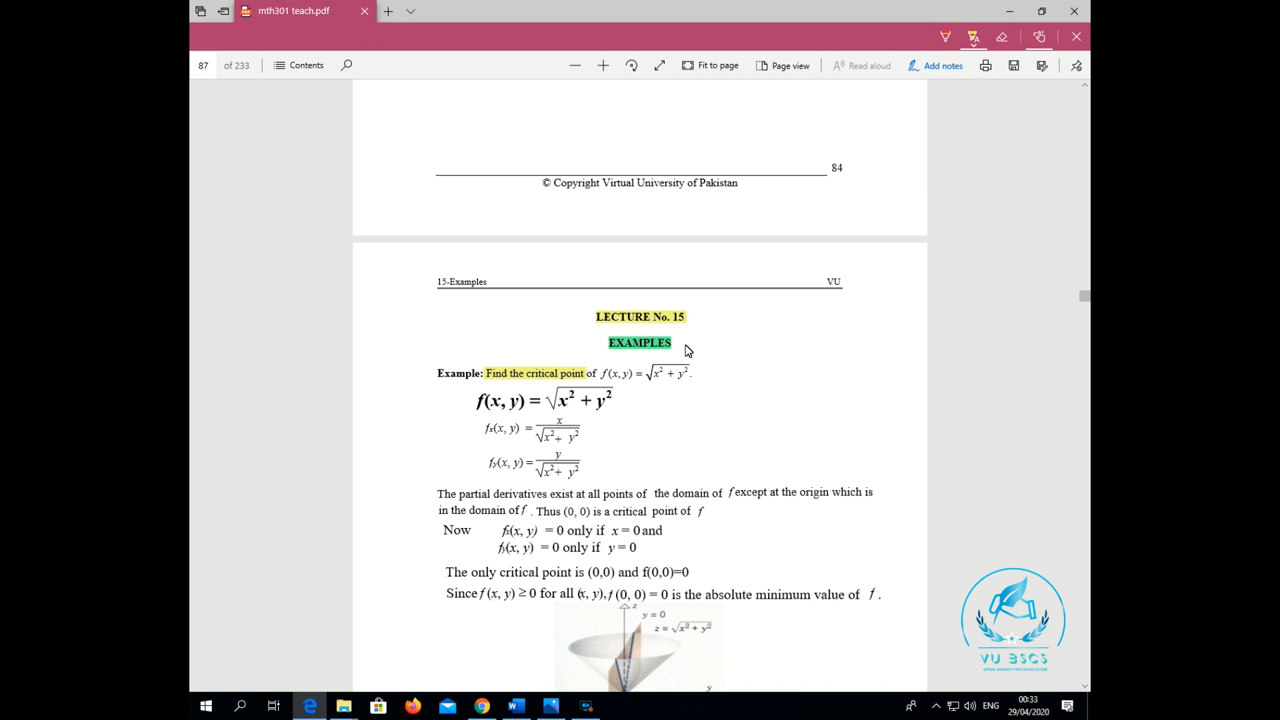 mth301 teach.pdf
87 of 233 Contents Fit to page Page view Read aloud Add notes
84
© Copyright Virtual University of Pakistan
15-Examples VU
LECTURE No. 15
EXAMPLES
Example: Find the critical point of f(x, y) = √x² + y².
f(x, y) = √x² + y²
fx(x, y) = x / √x² + y²
fy(x, y) = y / √x² + y²
The partial derivatives exist at all points of the domain of f except at the origin which is
in the domain of f . Thus (0, 0) is a critical point of f
Now fx(x, y) = 0 only if x = 0 and
fy(x, y) = 0 only if y = 0
The only critical point is (0,0) and f(0,0)=0
Since f (x, y) ≥ 0 for all (x, y), f (0, 0) = 0 is the absolute minimum value of f .
z
y = 0
z = √x² + y²
y
VU BSCS
ENG
00:33
29/04/2020